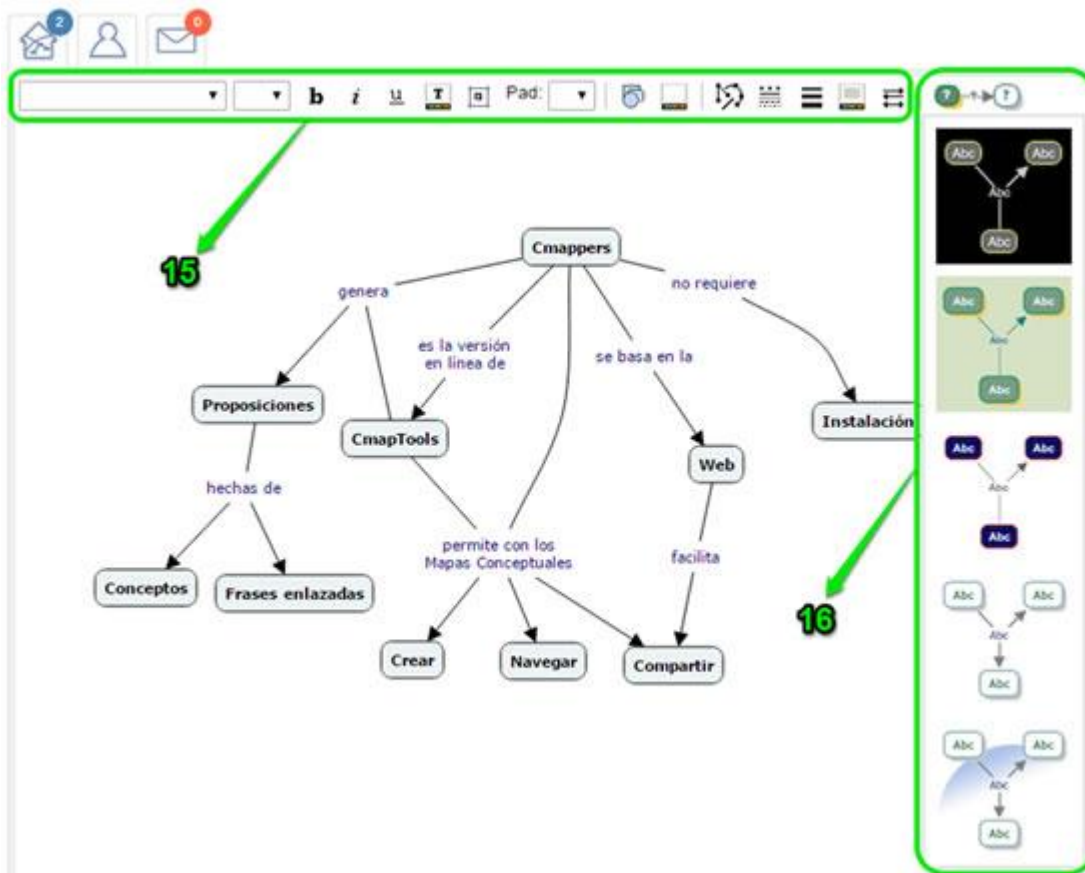 2
0
b i u T a Pad:
? ?
Abc Abc
Abc
Abc
15
Cmappers
genera
no requiere
es la versión
en linea de
se basa en la
Proposiciones
CmapTools
Instalación
Web
hechas de
permite con los
Mapas Conceptuales
facilita
Conceptos
Frases enlazadas
Crear
Navegar
Compartir
16
Abc Abc
Abc
Abc
Abc Abc
Abc
Abc
Abc Abc
Abc
Abc
Abc Abc
Abc
Abc